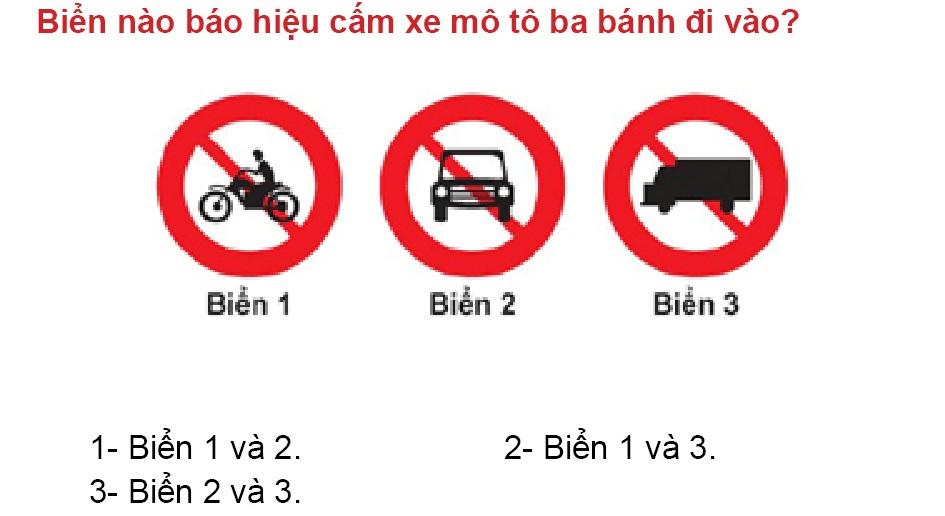 Biển nào báo hiệu cấm xe mô tô ba bánh đi vào?
Biển 1 Biển 2 Biển 3
1- Biển 1 và 2. 2- Biển 1 và 3.
3- Biển 2 và 3.